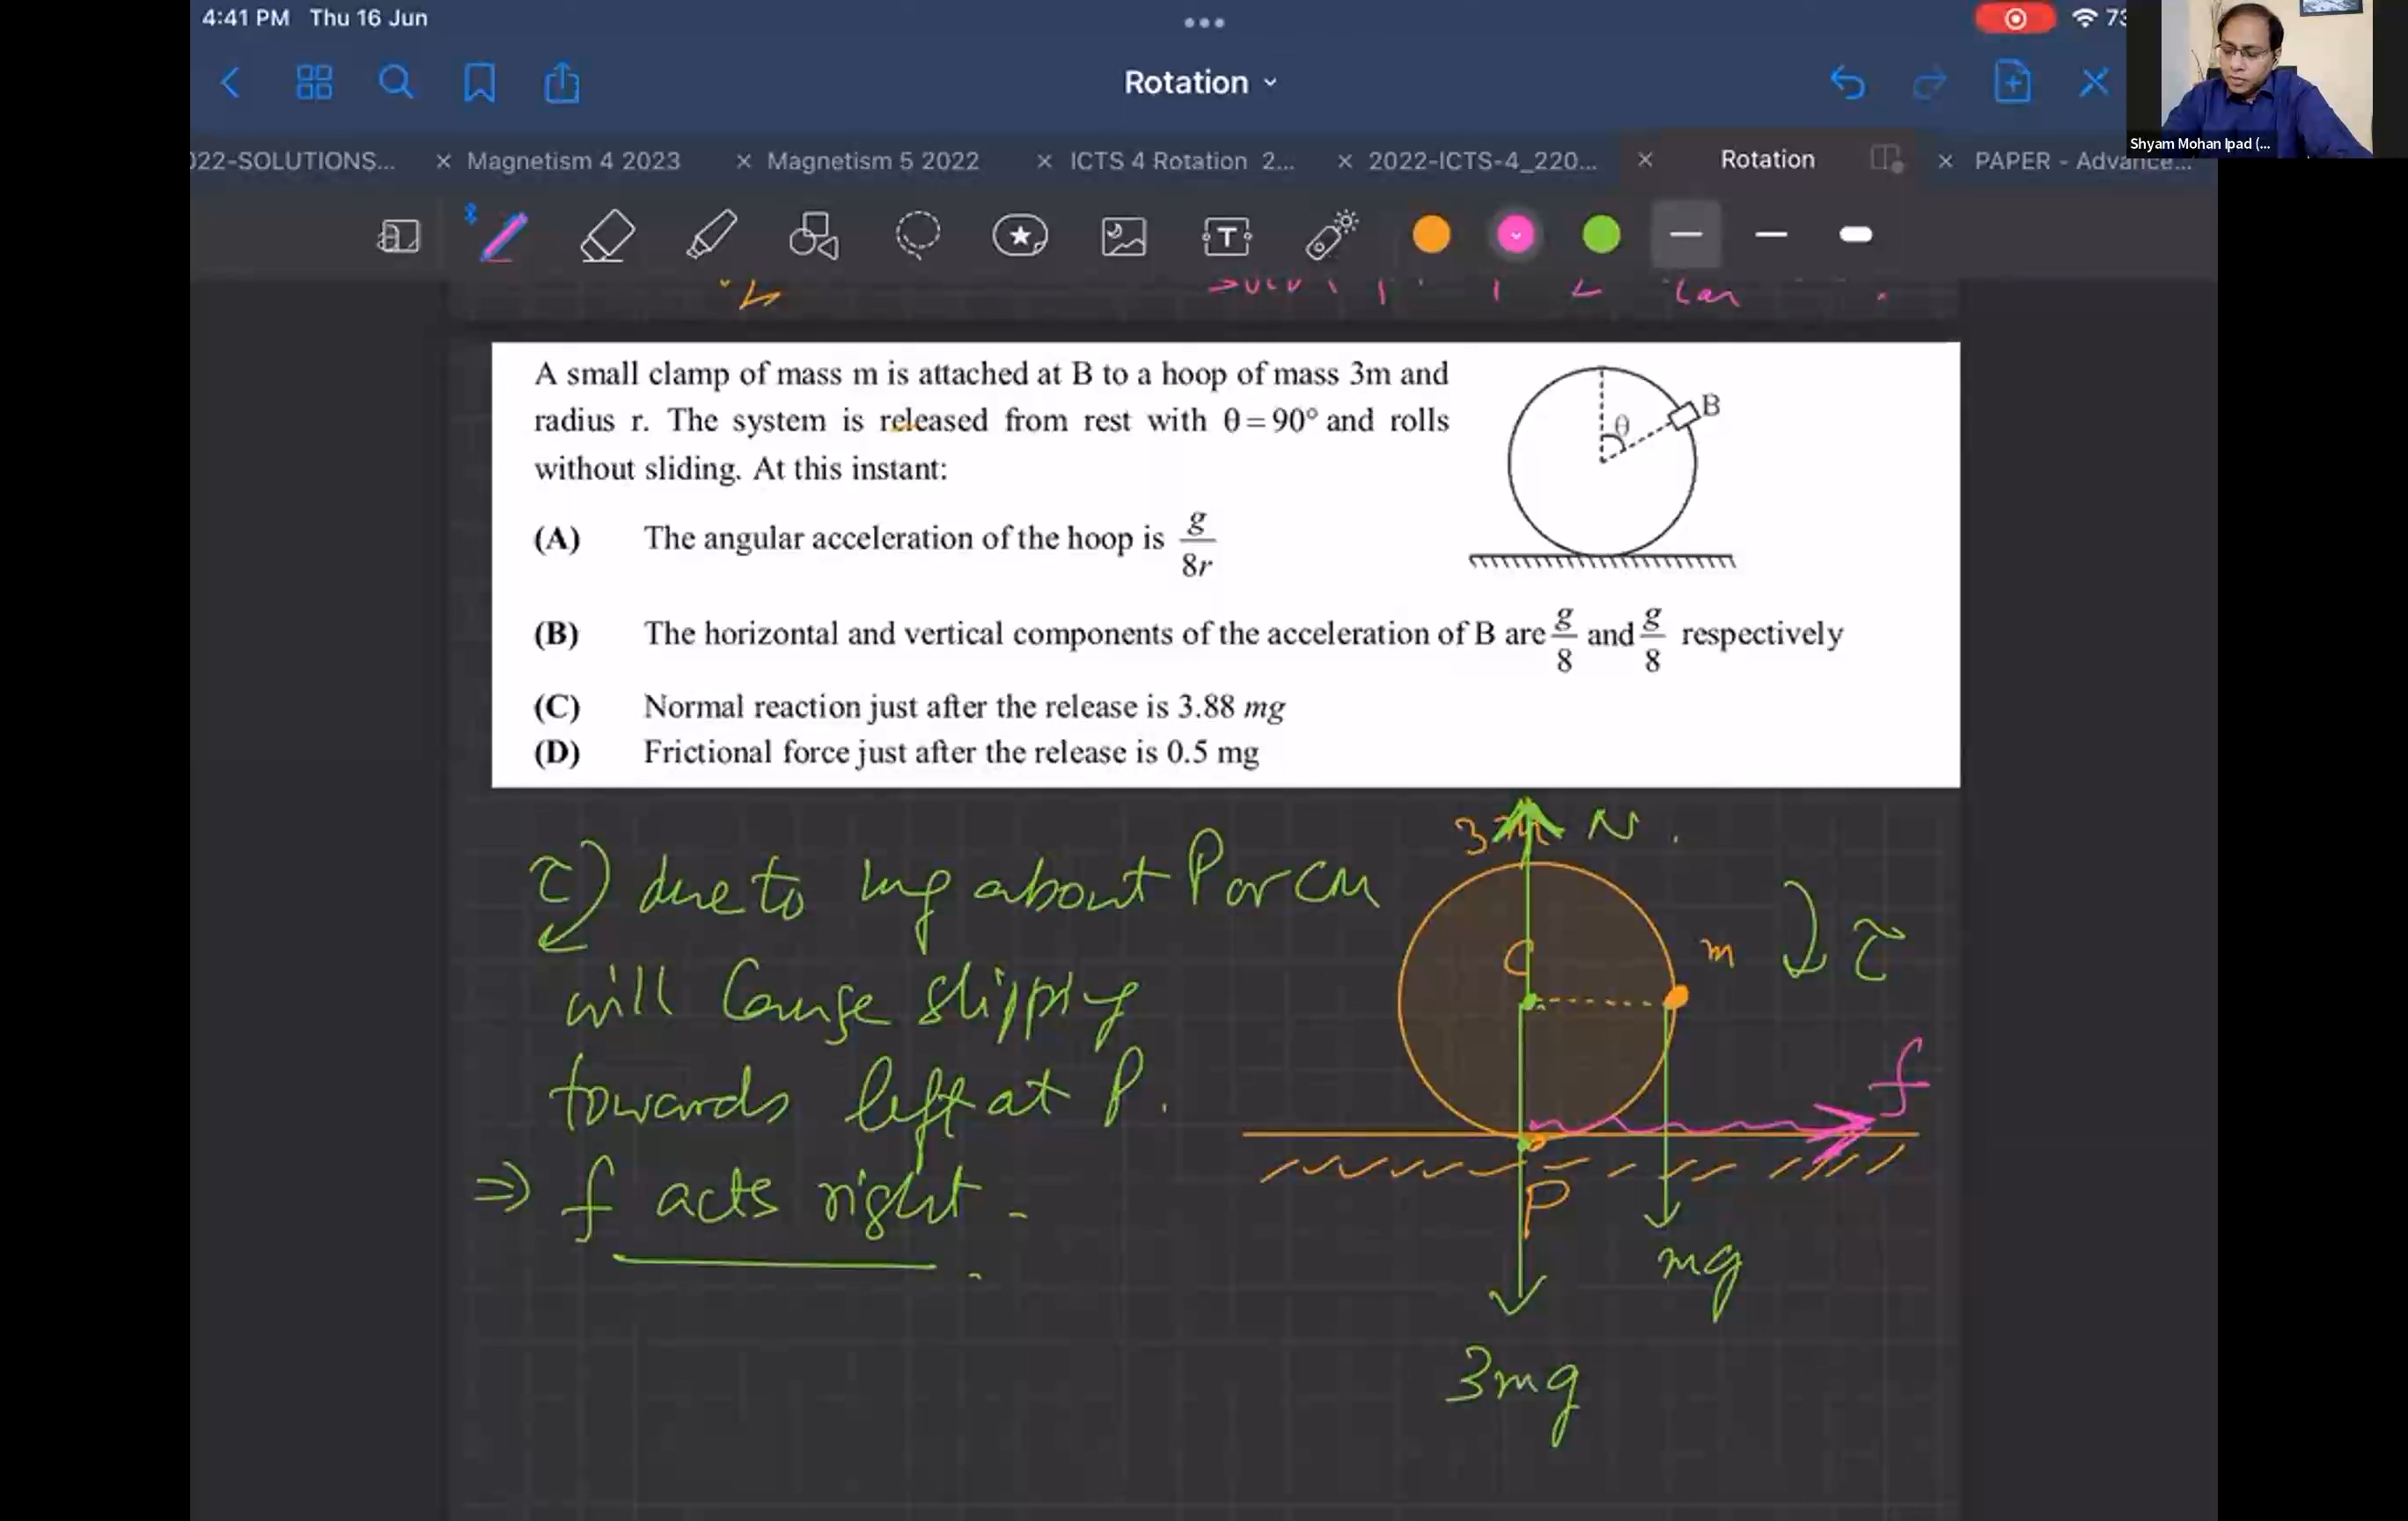 4:41 PM Thu 16 Jun
73
Rotation
022-SOLUTIONS...
Magnetism 4 2023
Magnetism 5 2022
ICTS 4 Rotation 2...
2022-ICTS-4_220...
Rotation
PAPER - Advance...
Shyam Mohan Ipad (...
T
A small clamp of mass m is attached at B to a hoop of mass 3m and
radius r. The system is released from rest with θ = 90° and rolls
without sliding. At this instant:
B
θ
(A) The angular acceleration of the hoop is g/8r
(B) The horizontal and vertical components of the acceleration of B are g/8 and g/8 respectively
(C) Normal reaction just after the release is 3.88 mg
(D) Frictional force just after the release is 0.5 mg
τ due to mg about P or CM
will Cause slipping
towards left at P.
⇒ f acts right.
3m N.
C
m
τ
f
P
mg
3mg